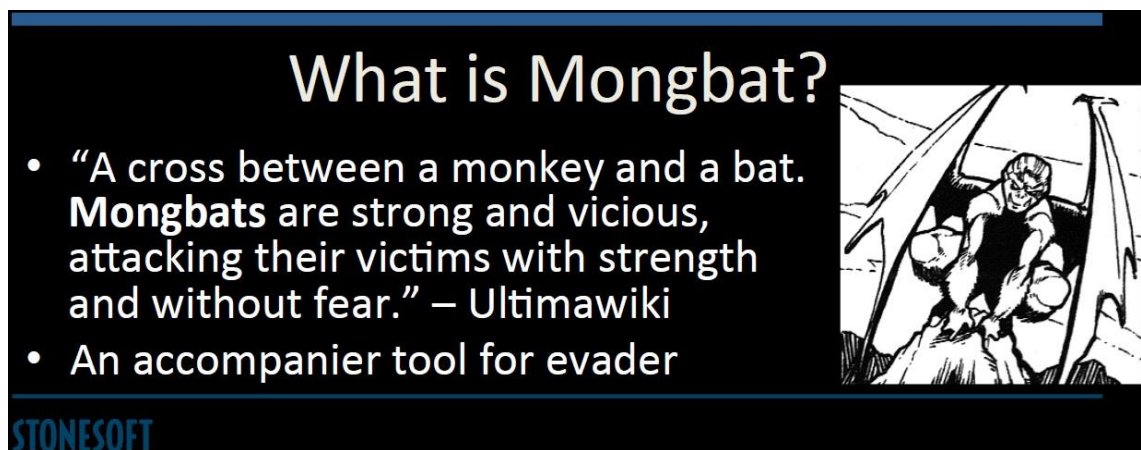 What is Mongbat?
• “A cross between a monkey and a bat.
Mongbats are strong and vicious,
attacking their victims with strength
and without fear.” – Ultimawiki
• An accompanier tool for evader
STONESOFT